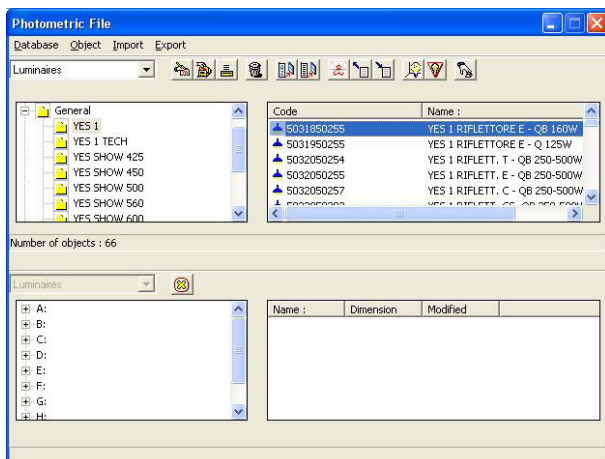 Photometric File
Database Object Import Export
Luminaires
General
YES 1
YES 1 TECH
YES SHOW 425
YES SHOW 450
YES SHOW 500
YES SHOW 560
YES SHOW 600
Code Name :
5031850255 YES 1 RIFLETTORE E - QB 160W
5031950255 YES 1 RIFLETTORE E - Q 125W
5032050254 YES 1 RIFLETT. T - QB 250-500W
5032050255 YES 1 RIFLETT. E - QB 250-500W
5032050257 YES 1 RIFLETT. C - QB 250-500W
Number of objects : 66
Luminaires
A:
B:
C:
D:
E:
F:
G:
H:
Name : Dimension Modified